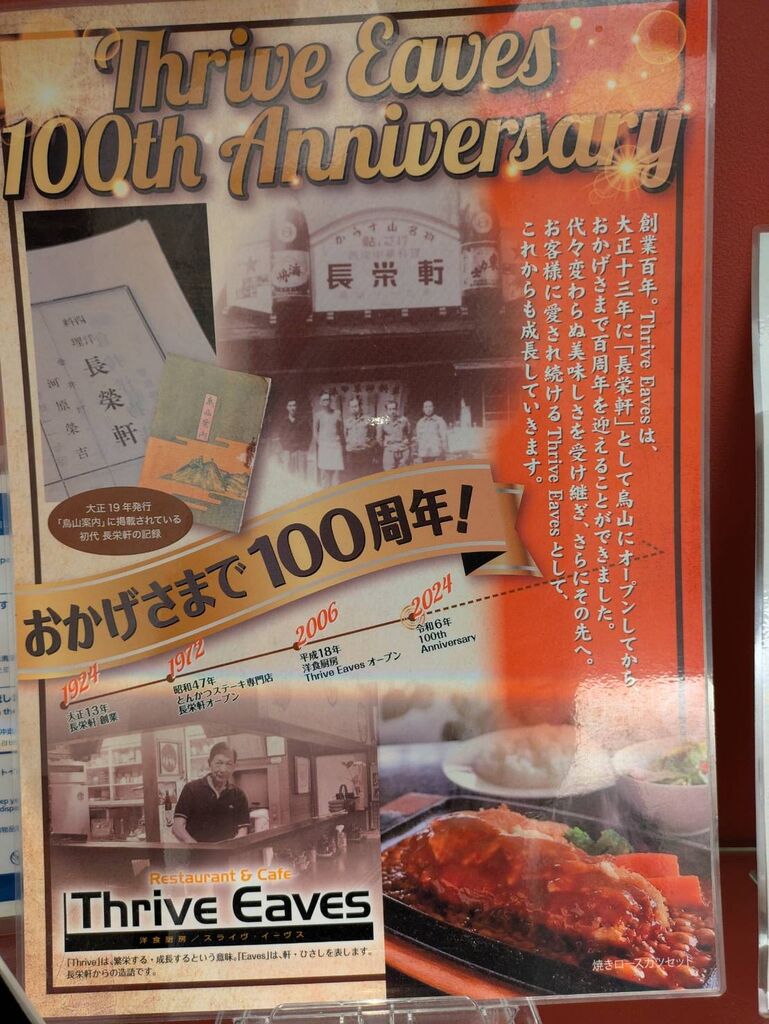 Thrive Eaves
100th Anniversary
創業百年。Thrive Eavesは、
大正十三年に「長栄軒」として烏山にオープンしてから
おかげさまで百周年を迎えることができました。
代々変わらぬ美味しさを受け継ぎ、さらにその先へ。
お客様に愛され続けるThrive Eavesとして、
これからも成長していきます。
からす山名物
長栄軒
料理
長榮軒
河原榮吉
烏山案内
大正19年発行
「烏山案内」に掲載されている
初代 長栄軒の記録
おかげさまで100周年!
1924
大正13年
長栄軒 創業
1972
昭和47年
とんかつステーキ専門店
長栄軒オープン
2006
平成18年
洋食厨房
Thrive Eaves オープン
2024
令和6年
100th
Anniversary
Restaurant & Cafe
Thrive Eaves
洋食厨房／スライヴ・イーヴス
「Thrive」は、繁栄する・成長するという意味。「Eaves」は、軒・ひさしを表します。
長栄軒からの造語です。
焼きロースカツセット